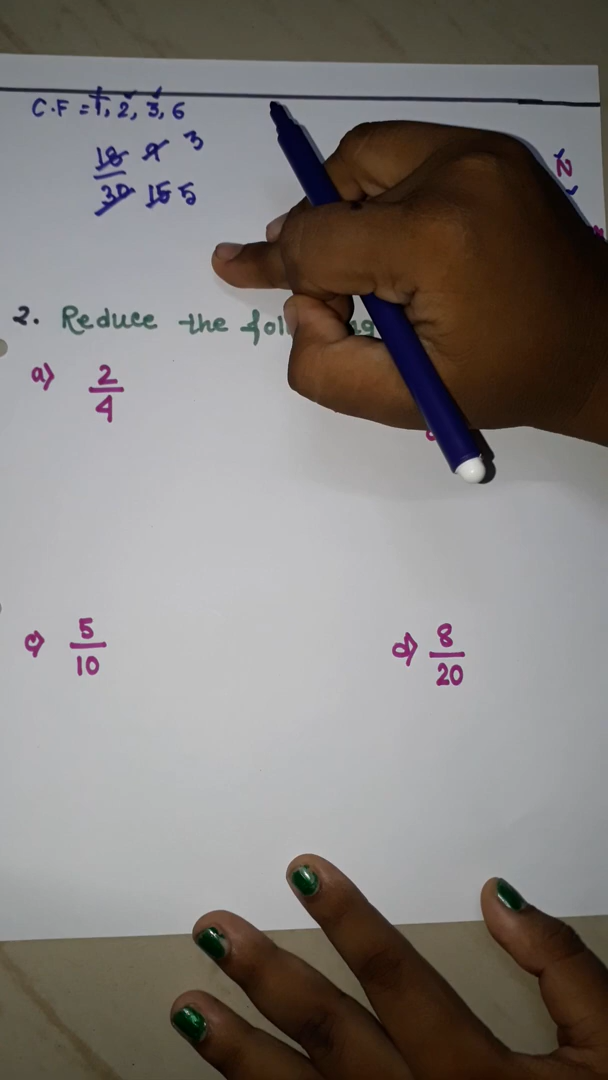 C.F = 1, 2, 3, 6
18 9 3
30 15 5
2. Reduce the
a) 2/4
c) 5/10
d) 8/20